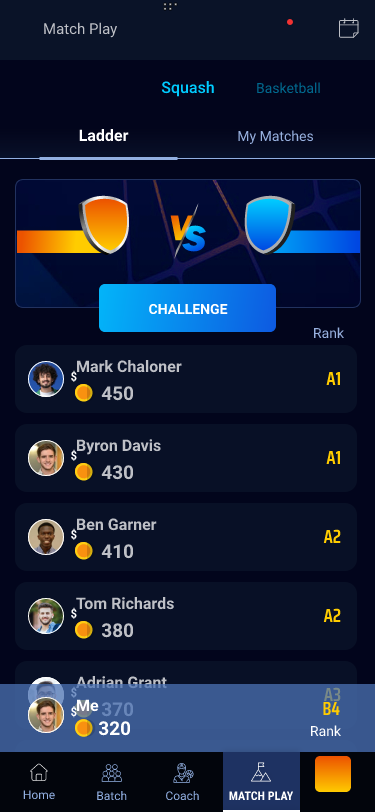 Match Play
Squash Basketball
Ladder My Matches
VS
CHALLENGE
Rank
$ Mark Chaloner A1
450
$ Byron Davis A1
430
$ Ben Garner A2
410
$ Tom Richards A2
380
Adrian Grant A3
$ 370
$ Me B4
320 Rank
Home Batch Coach MATCH PLAY